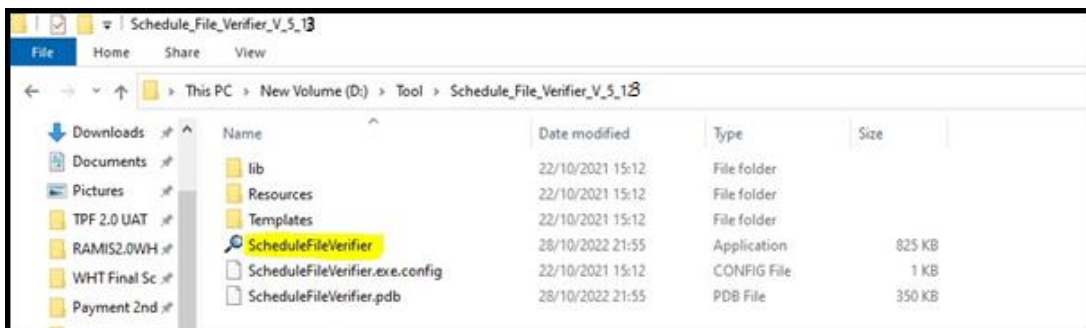 Schedule_File_Verifier_V_5_13
File Home Share View
This PC > New Volume (D:) > Tool > Schedule_File_Verifier_V_5_13
Downloads
Documents
Pictures
TPF 2.0 UAT
RAMIS2.0WH
WHT Final Sc
Payment 2nd
Name Date modified Type Size
lib 22/10/2021 15:12 File folder
Resources 22/10/2021 15:12 File folder
Templates 22/10/2021 15:12 File folder
ScheduleFileVerifier 28/10/2022 21:55 Application 825 KB
ScheduleFileVerifier.exe.config 22/10/2021 15:12 CONFIG File 1 KB
ScheduleFileVerifier.pdb 28/10/2022 21:55 PDB File 350 KB